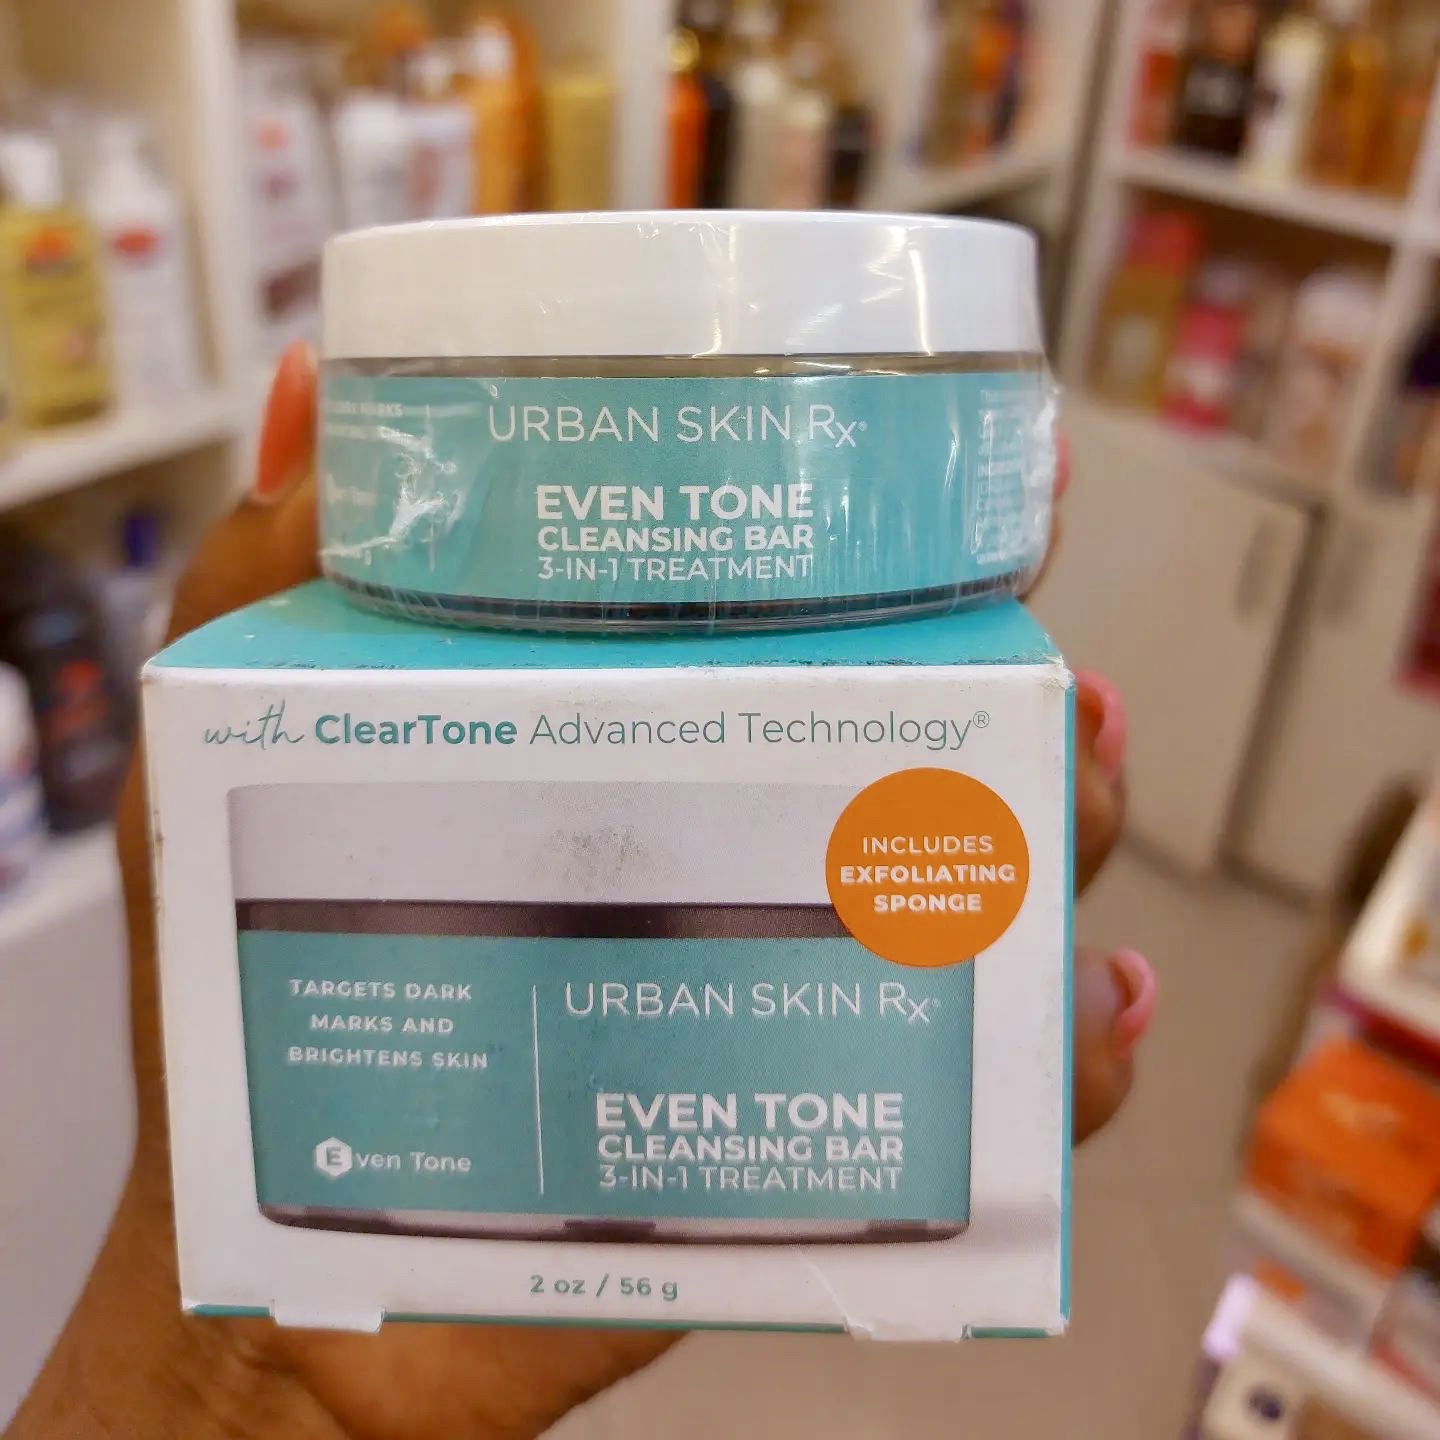 URBAN SKIN Rx®
EVEN TONE
CLEANSING BAR
3-IN-1 TREATMENT
with ClearTone Advanced Technology®
INCLUDES
EXFOLIATING
SPONGE
TARGETS DARK
MARKS AND
BRIGHTENS SKIN
Even Tone
URBAN SKIN Rx®
EVEN TONE
CLEANSING BAR
3-IN-1 TREATMENT
2 oz / 56 g